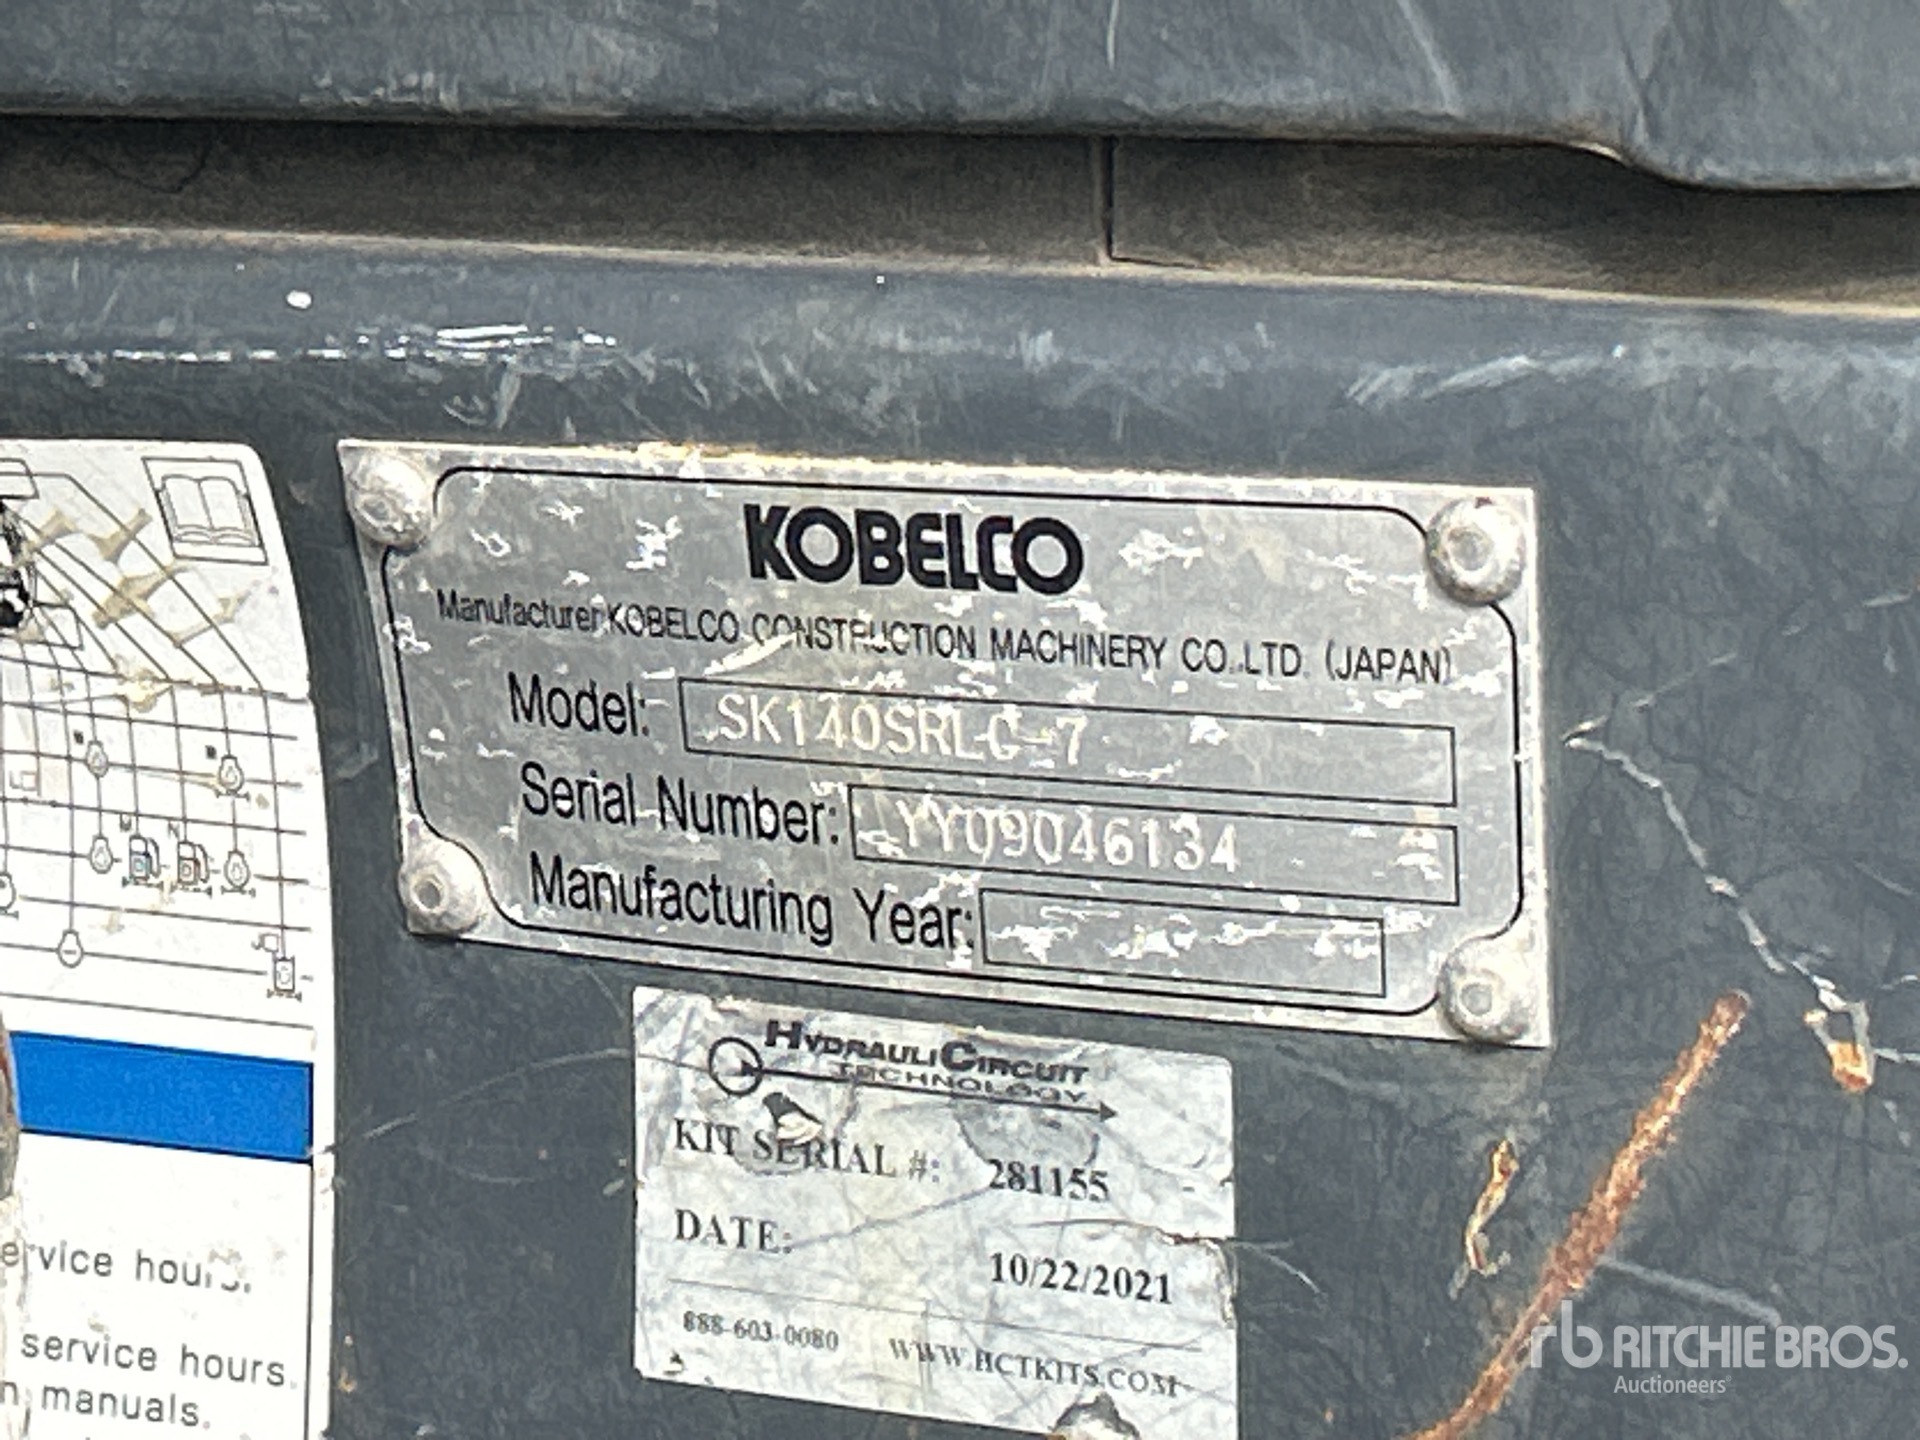 KOBELCO
Manufacturer:KOBELCO CONSTRUCTION MACHINERY CO.,LTD. (JAPAN)
Model: SK140SRLC-7
Serial Number: YY09046134
Manufacturing Year:
HYDRAULICIRCUIT
TECHNOLOGY
KIT SERIAL #: 281155
DATE: 10/22/2021
888-603-0080 WWW.HCTKITS.COM
M N
service hours.
service hours.
manuals.
rb RITCHIE BROS.
Auctioneers